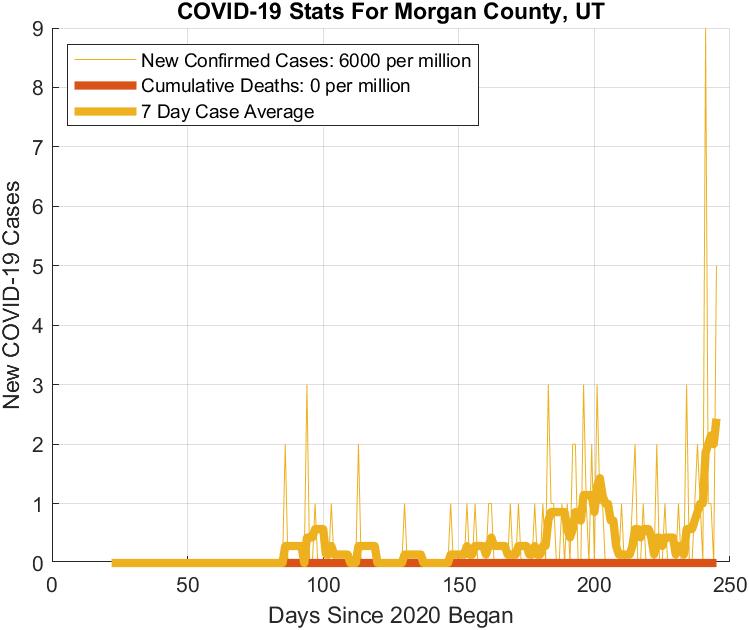 COVID-19 Stats For Morgan County, UT
New Confirmed Cases: 6000 per million
Cumulative Deaths: 0 per million
7 Day Case Average
New COVID-19 Cases
9
8
7
6
5
4
3
2
1
0
0 50 100 150 200 250
Days Since 2020 Began